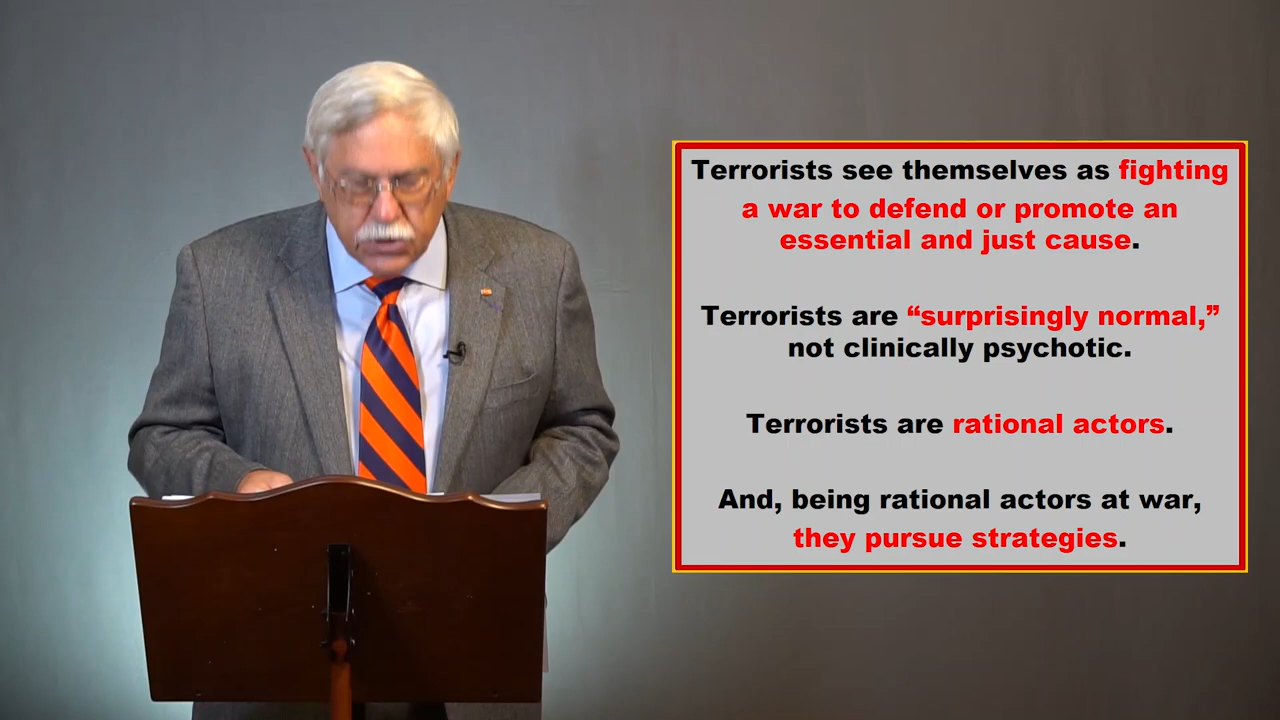 Terrorists see themselves as fighting
a war to defend or promote an
essential and just cause.
Terrorists are “surprisingly normal,”
not clinically psychotic.
Terrorists are rational actors.
And, being rational actors at war,
they pursue strategies.